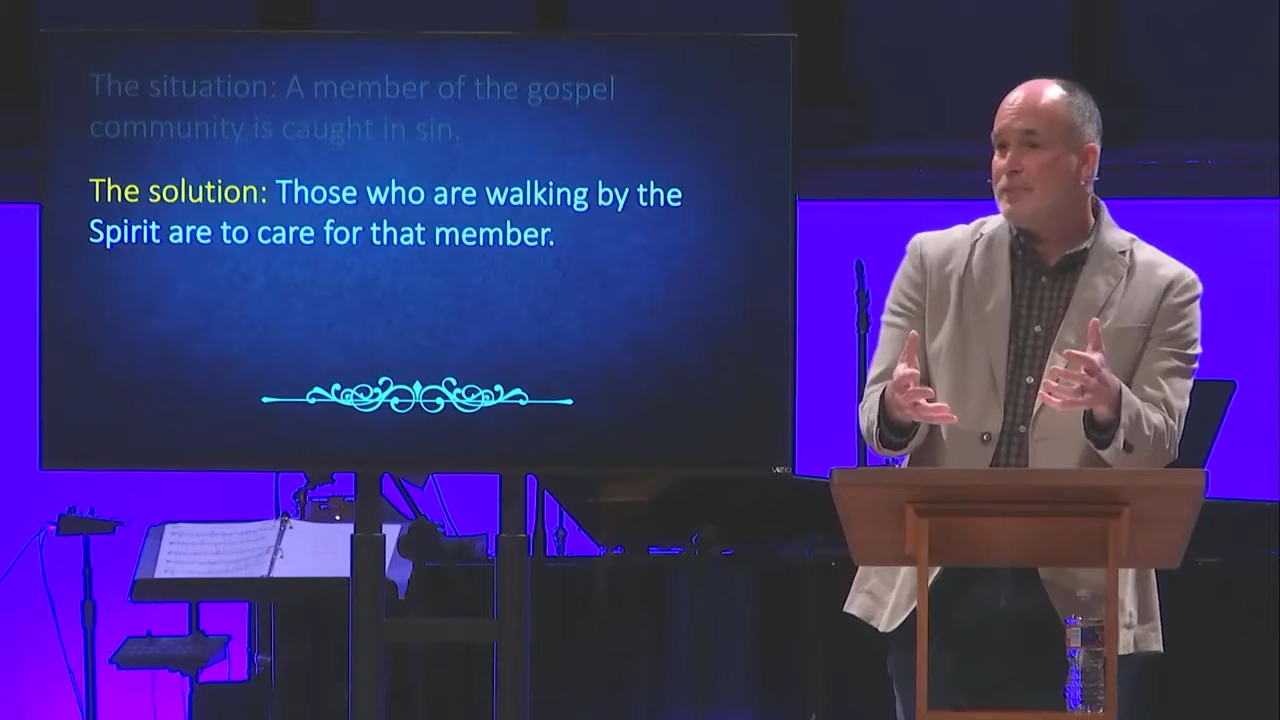 The situation: A member of the gospel
community is caught in sin.
The solution: Those who are walking by the
Spirit are to care for that member.
VIZIO